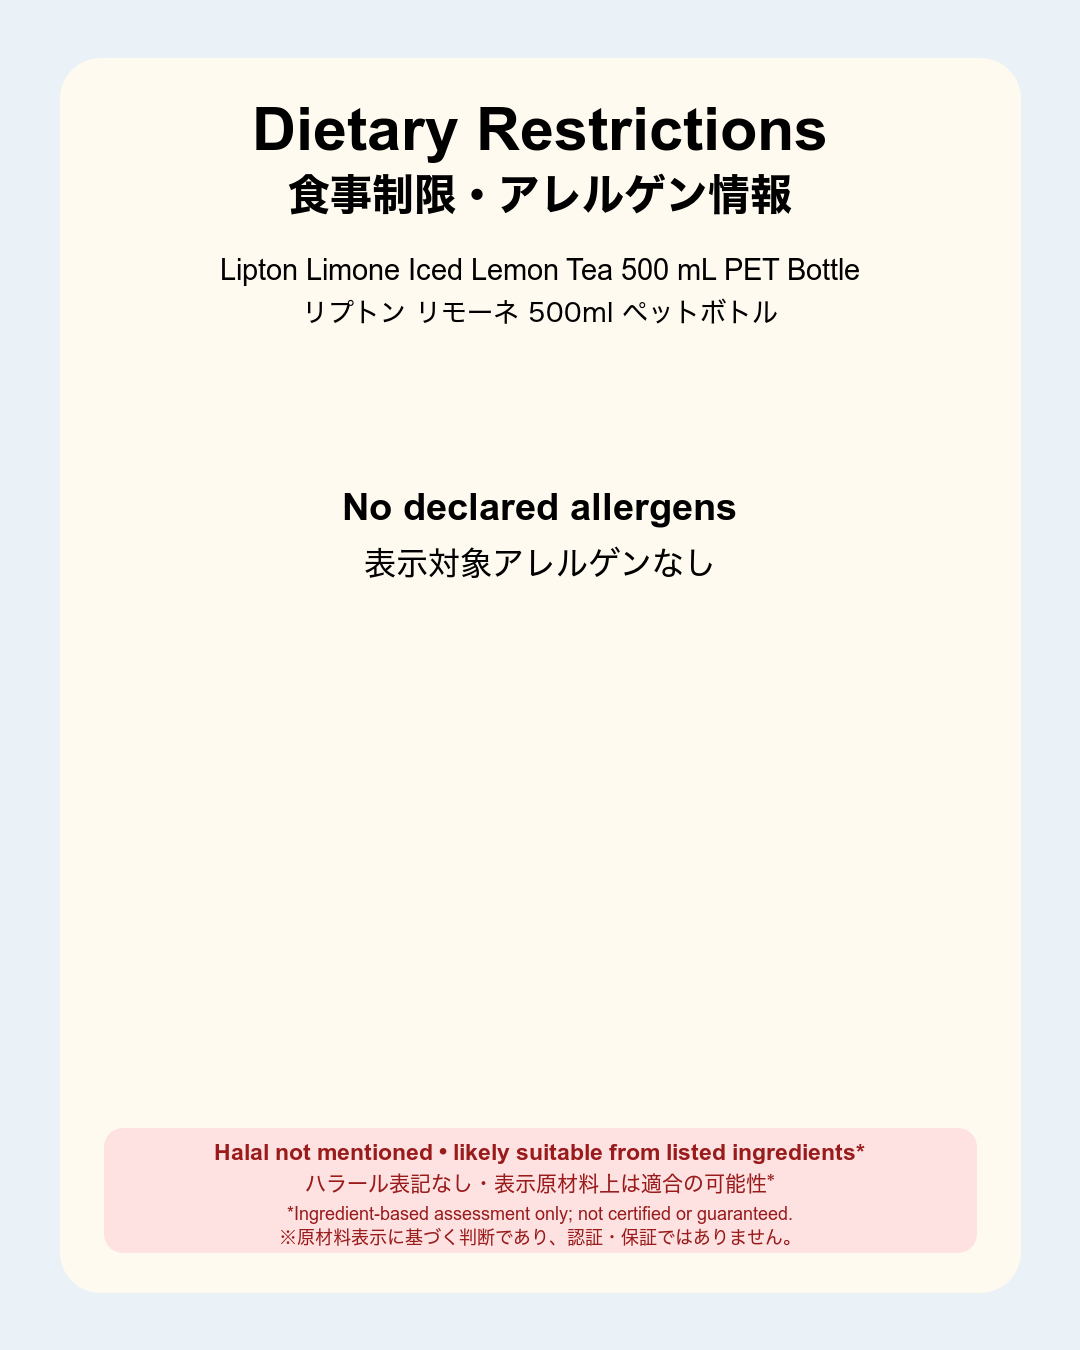 Dietary Restrictions
食事制限・アレルゲン情報
Lipton Limone Iced Lemon Tea 500 mL PET Bottle
リプトン リモーネ 500ml ペットボトル
No declared allergens
表示対象アレルゲンなし
Halal not mentioned • likely suitable from listed ingredients*
ハラール表記なし・表示原材料上は適合の可能性*
*Ingredient-based assessment only; not certified or guaranteed.
※原材料表示に基づく判断であり、認証・保証ではありません。